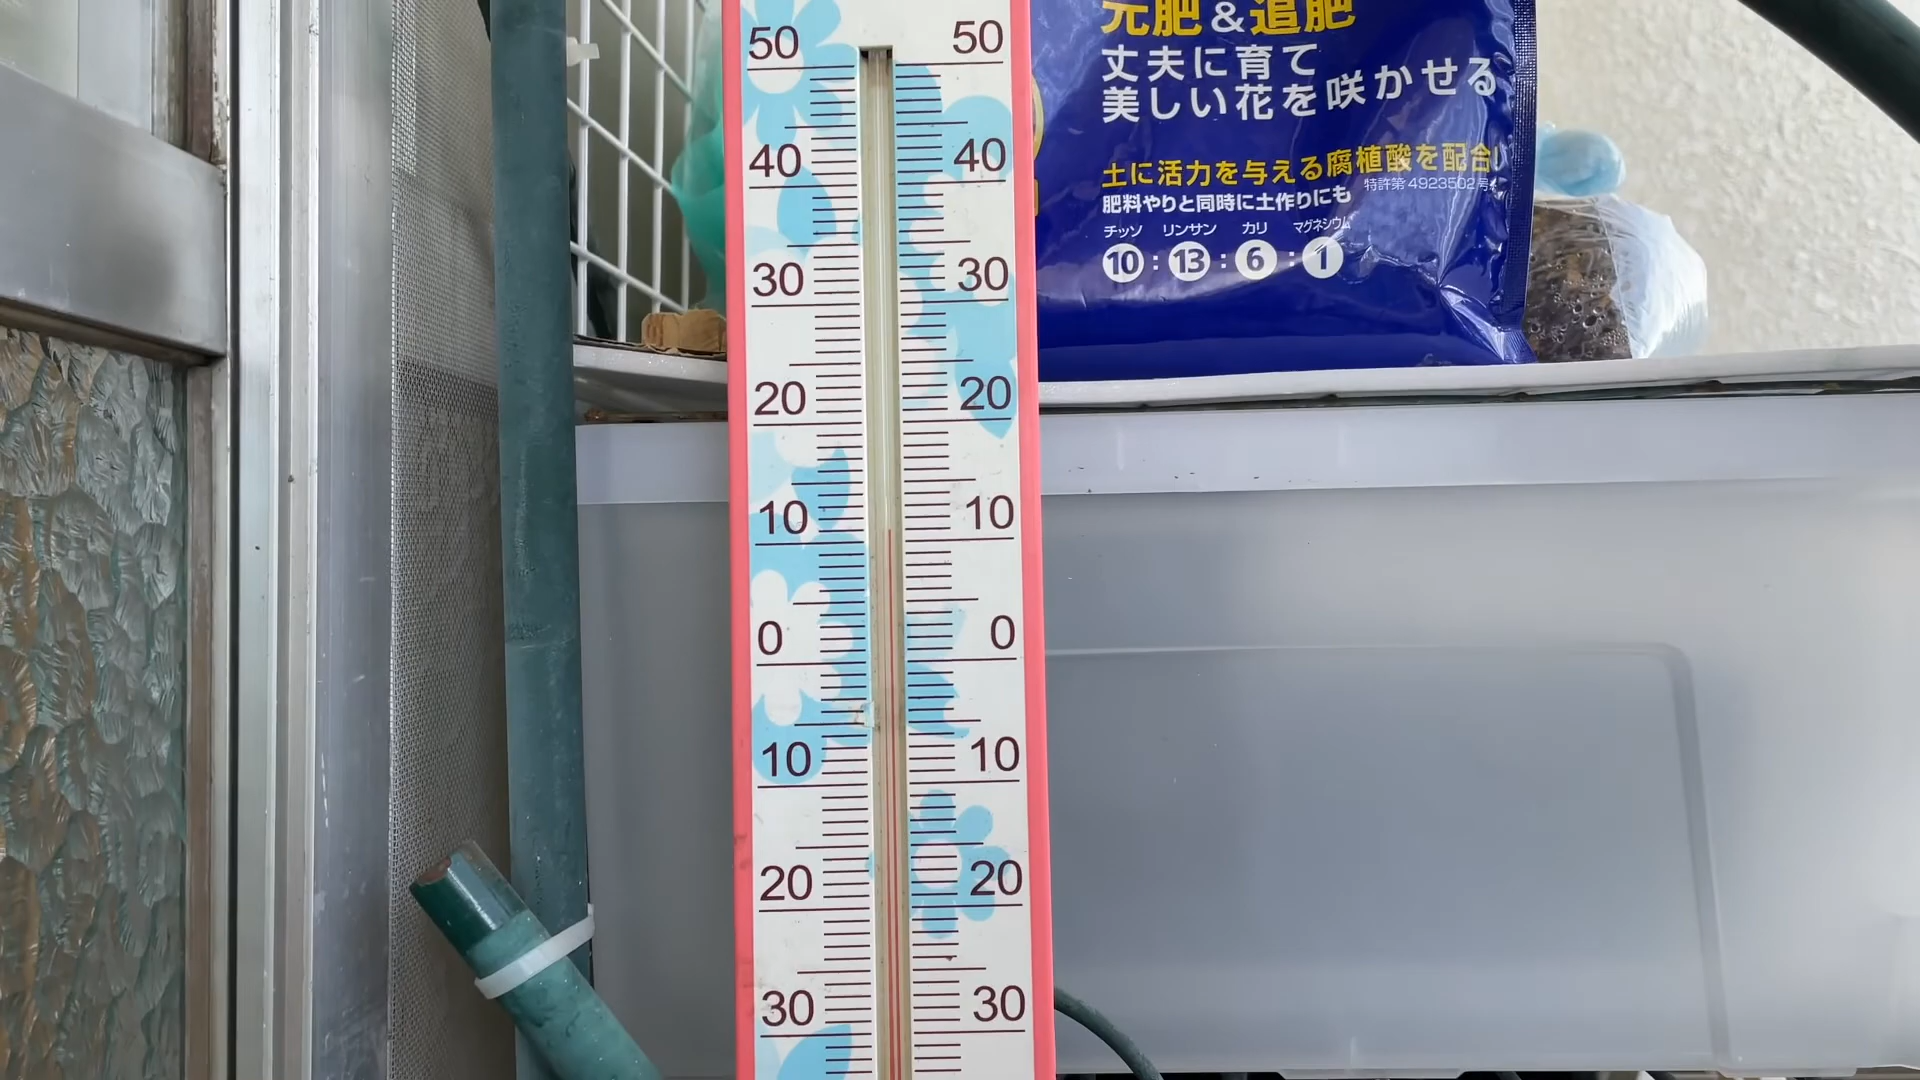 50 50
40 40
30 30
20 20
10 10
0 0
10 10
20 20
30 30
元肥&追肥
丈夫に育て
美しい花を咲かせる
土に活力を与える腐植酸を配合!
特許第4923502号
肥料やりと同時に土作りにも
チッソ リンサン カリ マグネシウム
10:13:6:1